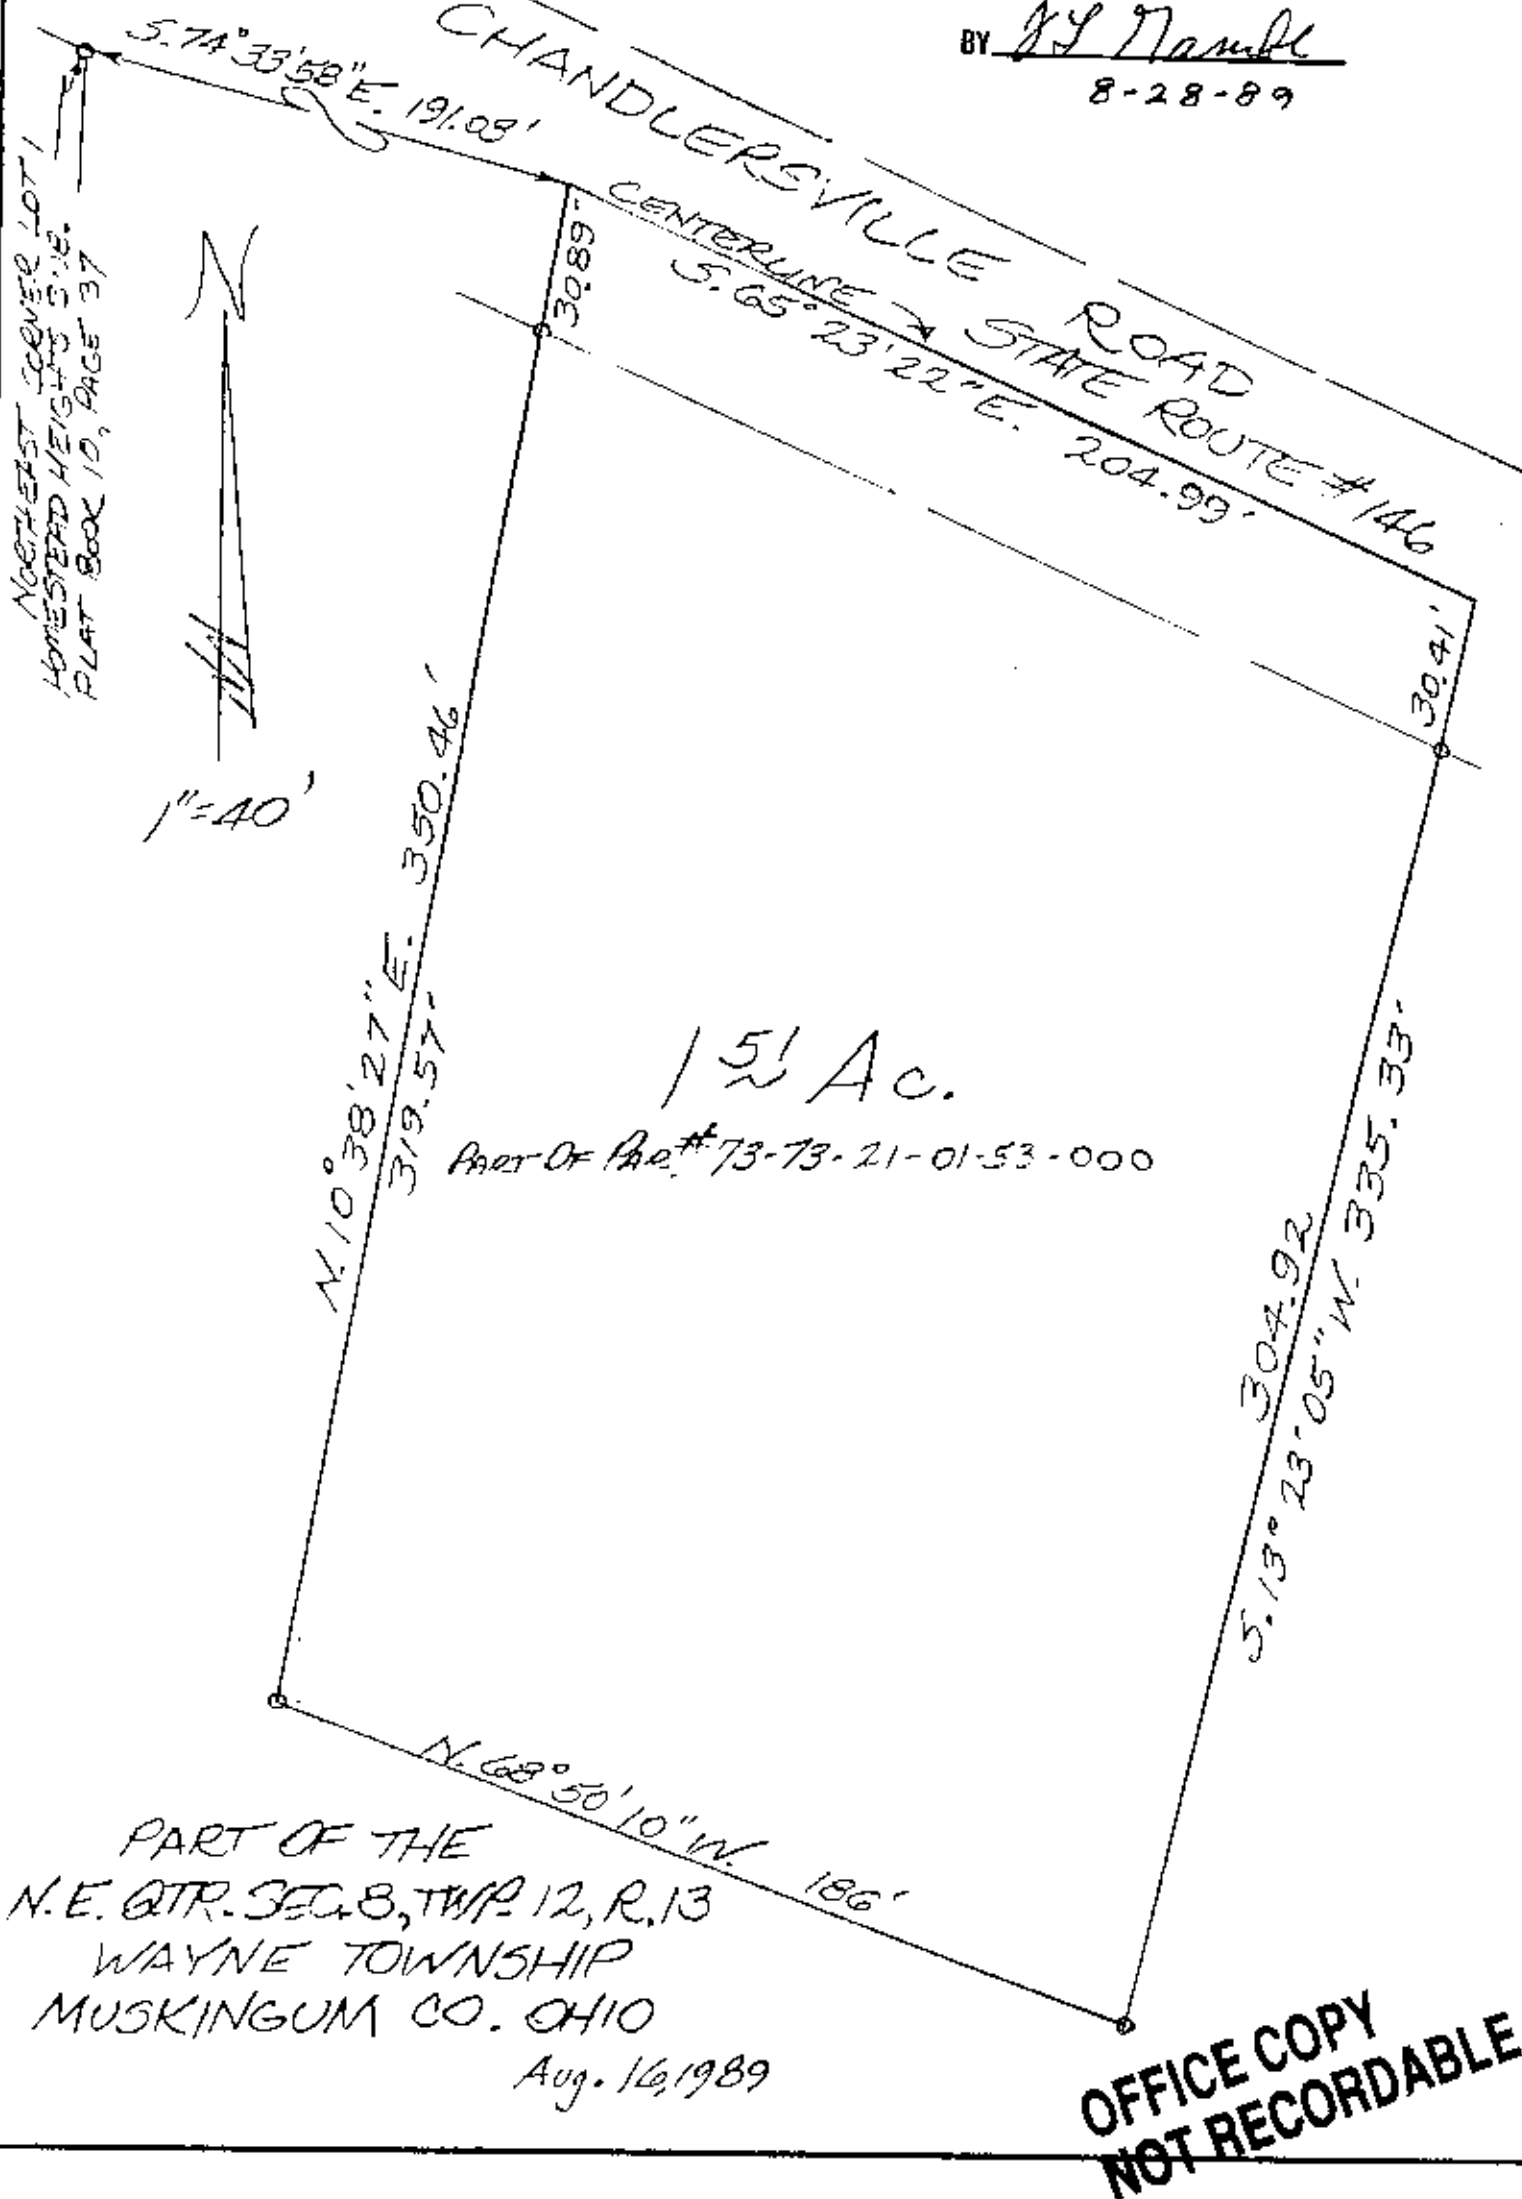 BY
8-28-89
S. 74° 33' 58" E. 191.03'
CHANDLERSVILLE ROAD
CENTERLINE
STATE ROUTE #146
S. 65° 23' 22" E. 204.99'
30.89'
30.41'
NORTHEAST CORNER LOT 1
HOMESTEAD HEIGHTS
PLAT BOOK 10, PAGE 37
N
1"=40'
N. 10° 38' 27" E. 350.46'
319.57'
1 51 Ac.
PART OF PAR.# 73-73-21-01-53-000
304.92
S. 13° 23' 05" W. 335.33'
N. 68° 50' 10" W. 186'
PART OF THE
N.E. QTR. SEC. 8, TWP. 12, R. 13
WAYNE TOWNSHIP
MUSKINGUM CO. OHIO
Aug. 16, 1989
OFFICE COPY
NOT RECORDABLE